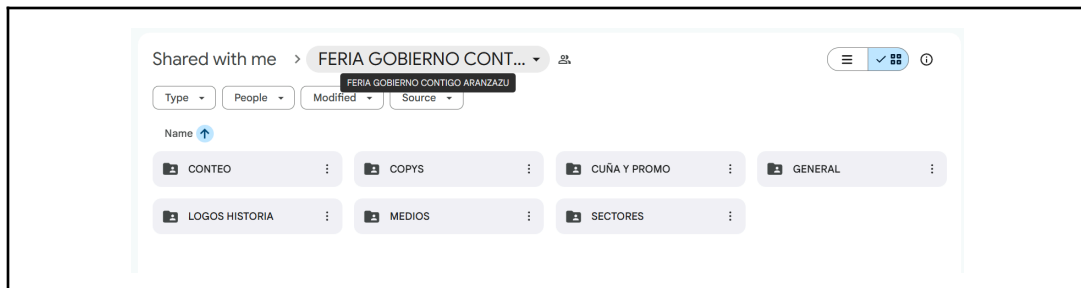 Shared with me > FERIA GOBIERNO CONT...
FERIA GOBIERNO CONTIGO ARANZAZU
Type People Modified Source
Name
CONTEO COPYS CUÑA Y PROMO GENERAL
LOGOS HISTORIA MEDIOS SECTORES